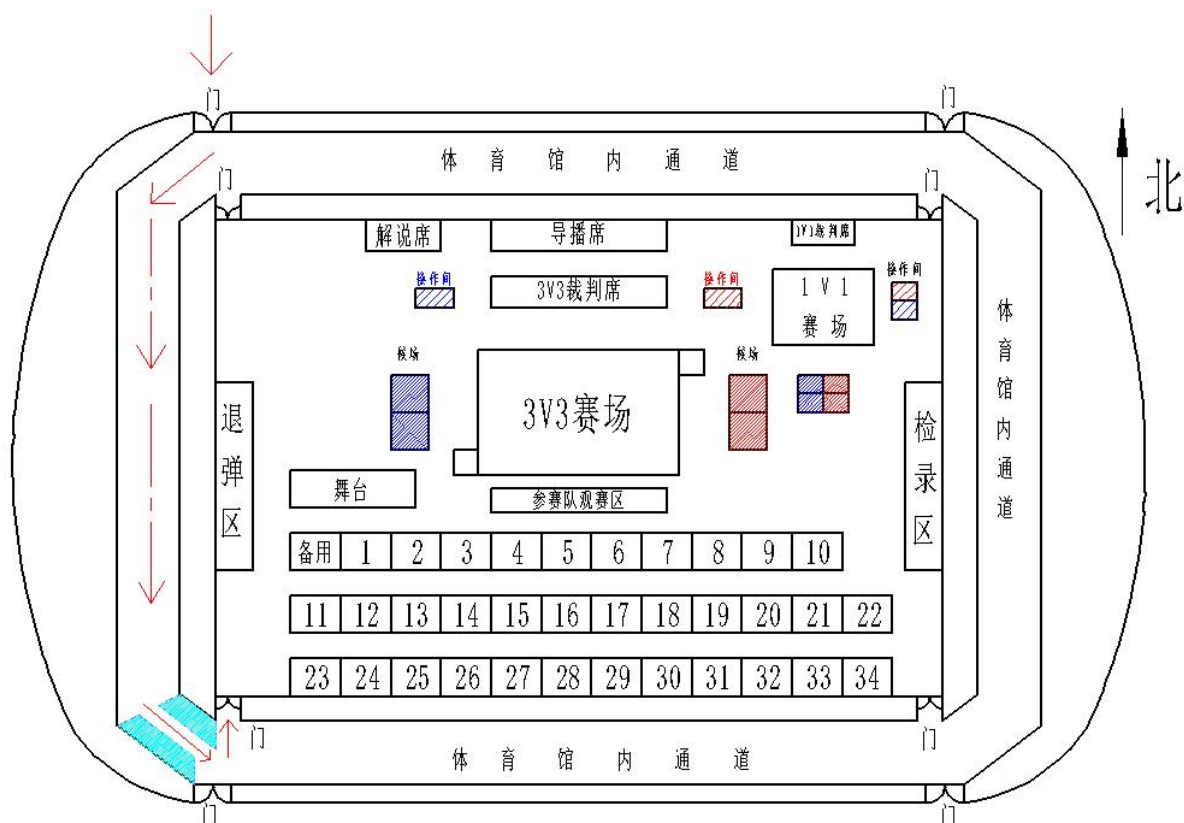 门 门
体育馆内通道
门 门
北
解说席 导播席 1V1裁判席
操作间 3V3裁判席 操作间 1V1 操作间
赛场
候场 候场
体育馆内通道
退弹区 3V3赛场 检录区
舞台
参赛队观赛区
备用 1 2 3 4 5 6 7 8 9 10
11 12 13 14 15 16 17 18 19 20 21 22
23 24 25 26 27 28 29 30 31 32 33 34
门 门
体育馆内通道
门 门